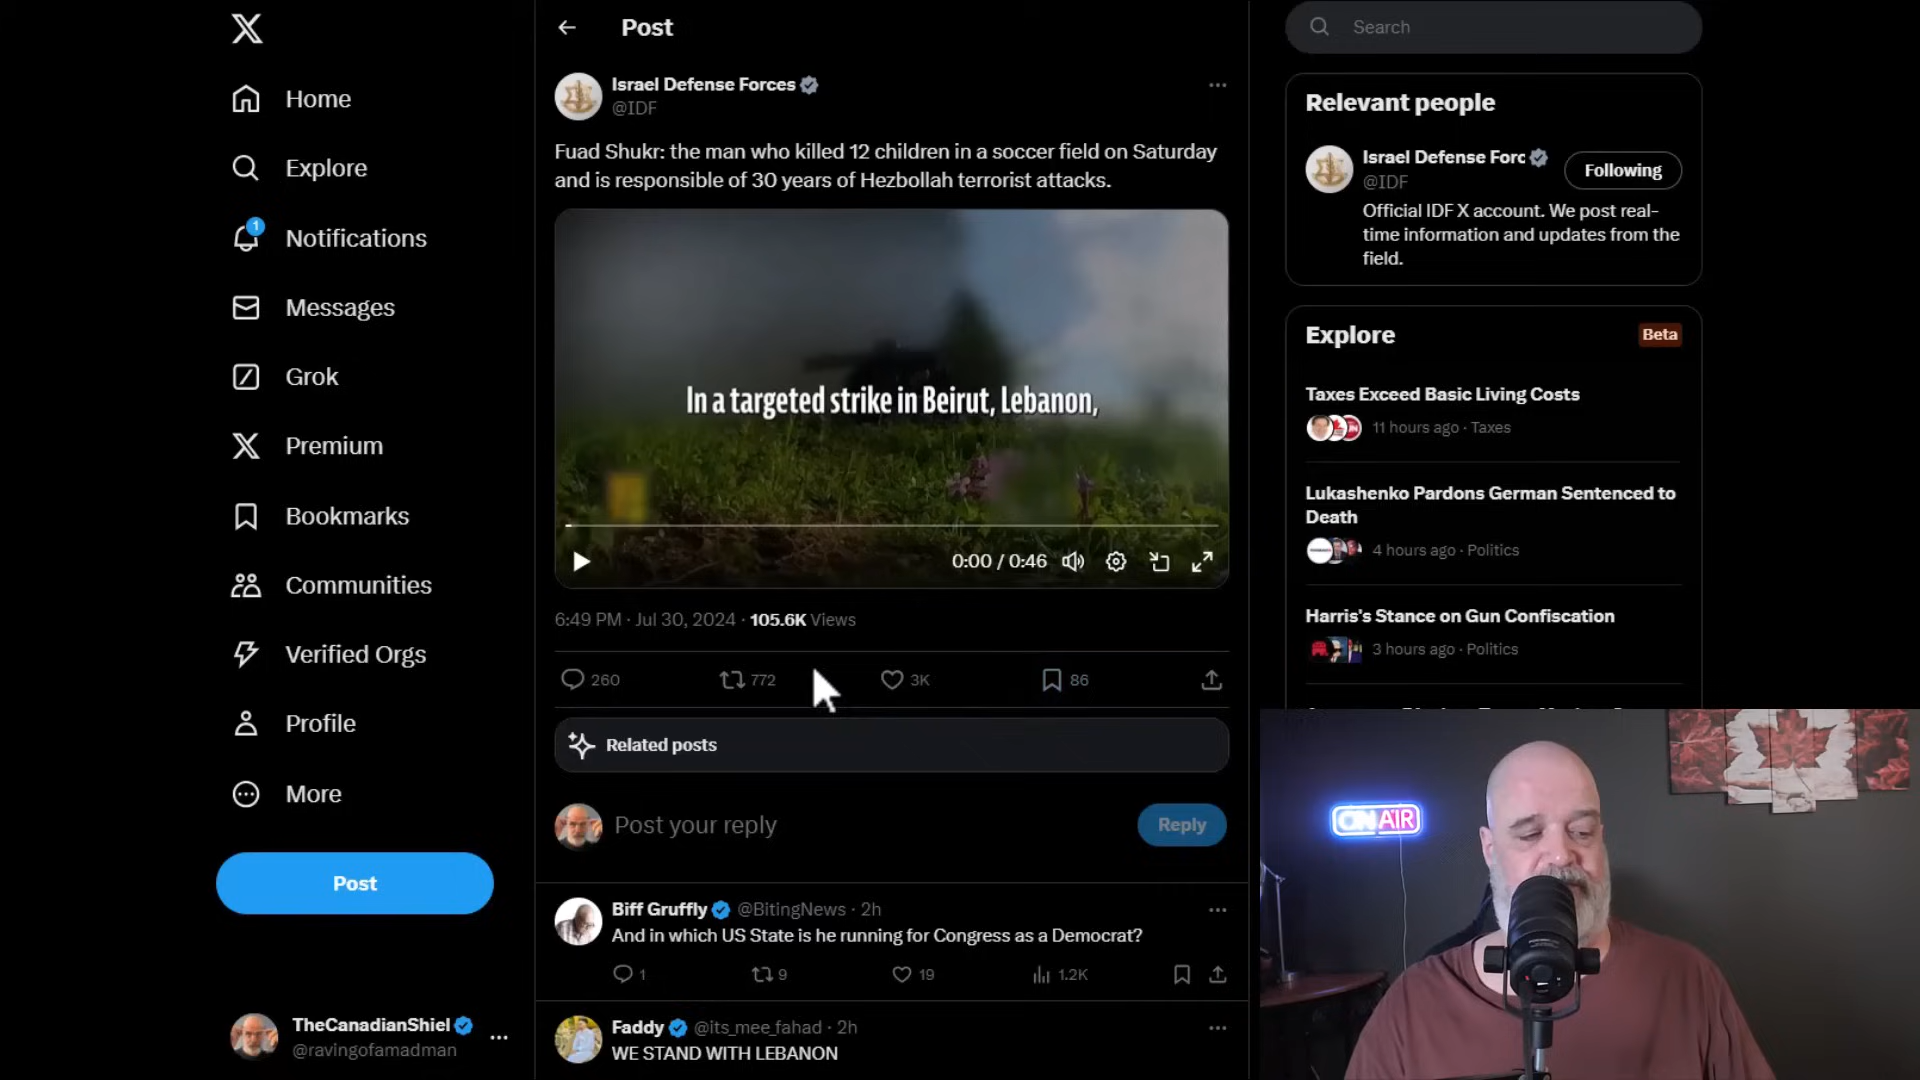 Home
Explore
1
Notifications
Messages
Grok
Premium
Bookmarks
Communities
Verified Orgs
Profile
More
Post
TheCanadianShiel
@ravingofamadman
Post
Israel Defense Forces
@IDF
Fuad Shukr: the man who killed 12 children in a soccer field on Saturday
and is responsible of 30 years of Hezbollah terrorist attacks.
In a targeted strike in Beirut, Lebanon,
0:00 / 0:46
6:49 PM · Jul 30, 2024 · 105.6K Views
260 772 3K 86
Related posts
Post your reply
Reply
Biff Gruffly @BitingNews · 2h
And in which US State is he running for Congress as a Democrat?
1 9 19 1.2K
Faddy @its_mee_fahad · 2h
WE STAND WITH LEBANON
Search
Relevant people
Israel Defense Forc
Following
@IDF
Official IDF X account. We post real-
time information and updates from the
field.
Explore
Beta
Taxes Exceed Basic Living Costs
11 hours ago · Taxes
Lukashenko Pardons German Sentenced to
Death
4 hours ago · Politics
Harris's Stance on Gun Confiscation
3 hours ago · Politics
ON AIR